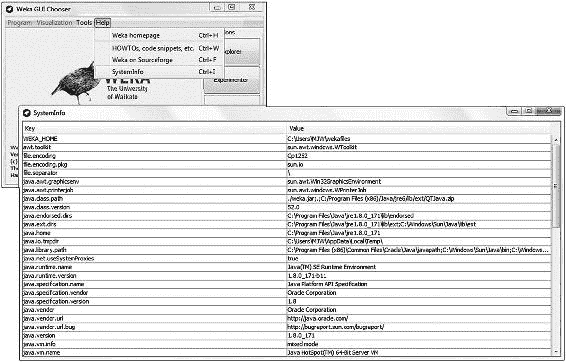 Weka GUI Chooser
Program Visualization Tools Help
Weka homepage Ctrl+H
HOWTOs, code snippets, etc. Ctrl+W
Weka on Sourceforge Ctrl+F
SystemInfo Ctrl+I
ons
plorer
Experimenter
WEKA
The University
of Waikato
SystemInfo
Key Value
WEKA_HOME C:\Users\MJW\wekafiles
awt.toolkit sun.awt.windows.WToolkit
file.encoding Cp1252
file.encoding.pkg sun.io
file.separator \
java.awt.graphicsenv sun.awt.Win32GraphicsEnvironment
java.awt.printerjob sun.awt.windows.WPrinterJob
java.class.path ./weka.jar;.;C:/Program Files (x86)/Java/jre6/lib/ext/QTJava.zip
java.class.version 52.0
java.endorsed.dirs C:\Program Files\Java\jre1.8.0_171\lib\endorsed
java.ext.dirs C:\Program Files\Java\jre1.8.0_171\lib\ext;C:\Windows\Sun\Java\lib\ext
java.home C:\Program Files\Java\jre1.8.0_171
java.io.tmpdir C:\Users\MJW\AppData\Local\Temp\
java.library.path C:\Program Files (x86)\Common Files\Oracle\Java\javapath;C:\Windows\Sun\Java\bin;C:\Windows...
java.net.useSystemProxies true
java.runtime.name Java(TM) SE Runtime Environment
java.runtime.version 1.8.0_171-b11
java.specification.name Java Platform API Specification
java.specification.vendor Oracle Corporation
java.specification.version 1.8
java.vendor Oracle Corporation
java.vendor.url http://java.oracle.com/
java.vendor.url.bug http://bugreport.sun.com/bugreport/
java.version 1.8.0_171
java.vm.info mixed mode
java.vm.name Java HotSpot(TM) 64-Bit Server VM